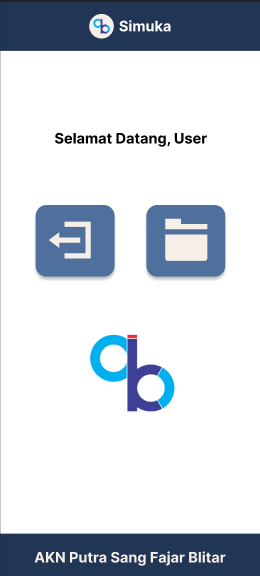 Simuka
Selamat Datang, User
AKN Putra Sang Fajar Blitar